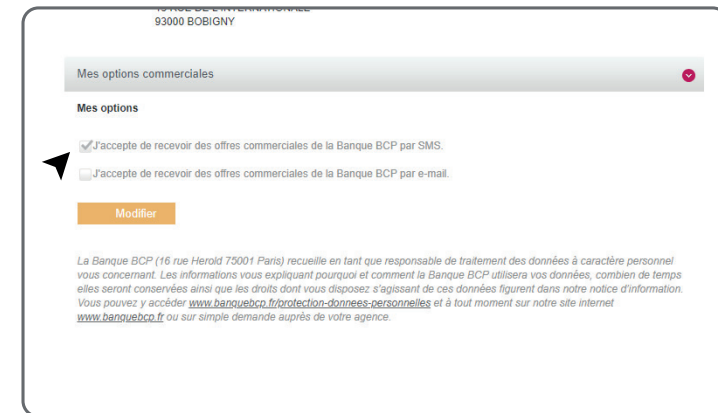 93000 BOBIGNY
Mes options commerciales
Mes options
J'accepte de recevoir des offres commerciales de la Banque BCP par SMS.
J'accepte de recevoir des offres commerciales de la Banque BCP par e-mail.
Modifier
La Banque BCP (16 rue Herold 75001 Paris) recueille en tant que responsable de traitement des données à caractère personnel
vous concernant. Les informations vous expliquant pourquoi et comment la Banque BCP utilisera vos données, combien de temps
elles seront conservées ainsi que les droits dont vous disposez s'agissant de ces données figurent dans notre notice d'information.
Vous pouvez y accéder www.banquebcp.fr/protection-donnees-personnelles et à tout moment sur notre site internet
www.banquebcp.fr ou sur simple demande auprès de votre agence.